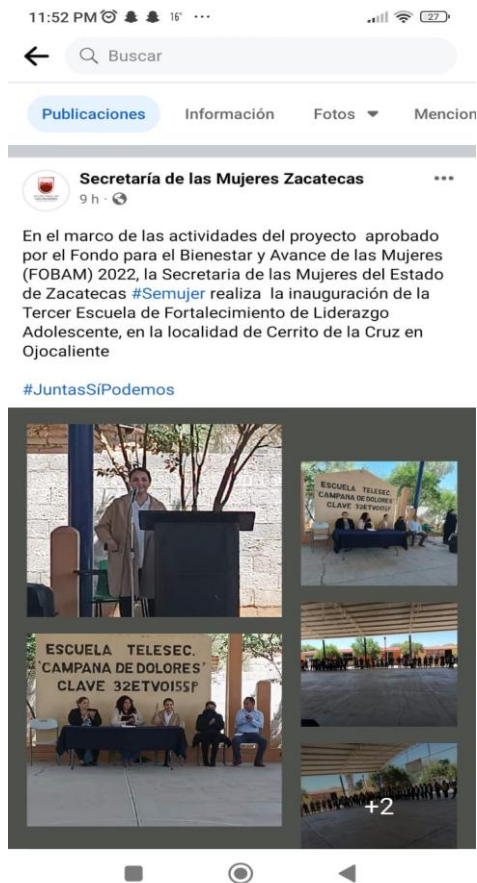 11:52 PM 16° ...
27
Buscar
Publicaciones Información Fotos Mencion
Secretaría de las Mujeres Zacatecas
9 h ·
En el marco de las actividades del proyecto aprobado
por el Fondo para el Bienestar y Avance de las Mujeres
(FOBAM) 2022, la Secretaria de las Mujeres del Estado
de Zacatecas #Semujer realiza la inauguración de la
Tercer Escuela de Fortalecimiento de Liderazgo
Adolescente, en la localidad de Cerrito de la Cruz en
Ojocaliente
#JuntasSíPodemos
ESCUELA TELESEC.
CAMPANA DE DOLORES
CLAVE 32ETV0155P
ESCUELA TELESEC.
'CAMPANA DE DOLORES'
CLAVE 32ETV0155P
+2